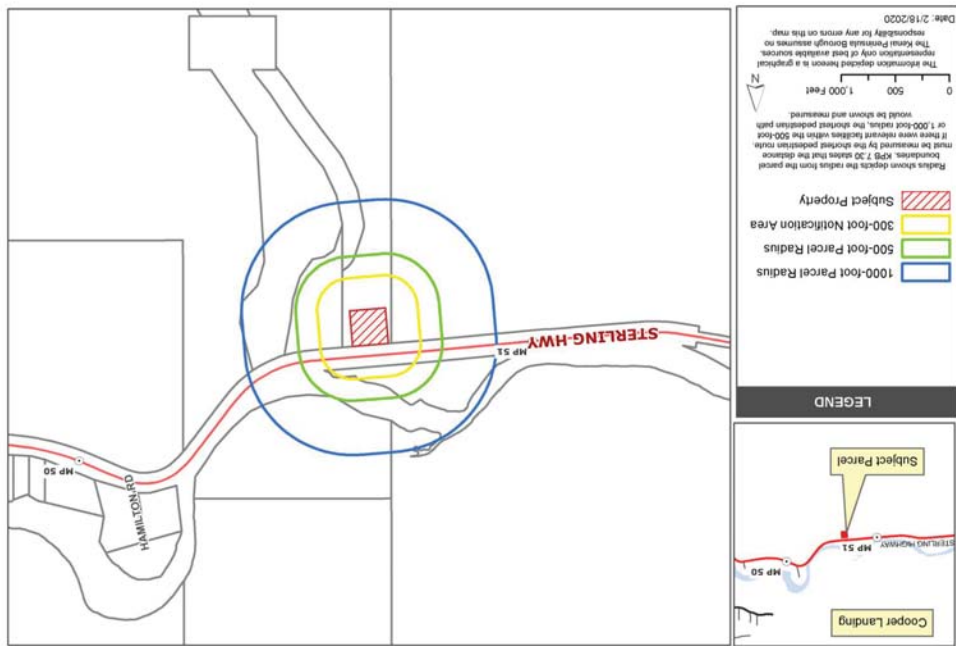 Cooper Landing
MP 50
MP 51
STERLING HIGHWAY
Subject Parcel
LEGEND
1000-foot Parcel Radius
500-foot Parcel Radius
300-foot Notification Area
Subject Property
Radius shown depicts the radius from the parcel
boundaries. KPB 7.30 states that the distance
must be measured by the shortest pedestrian route.
If there were relevant facilities within the 500-foot
or 1,000-foot radius, the shortest pedestrian path
would be shown and measured.
N
0 500 1,000 Feet
The information depicted hereon is a graphical
representation only of best available sources.
The Kenai Peninsula Borough assumes no
responsibility for any errors on this map.
Date: 2/18/2020
HAMILTON RD
MP 50
MP 51
STERLING HWY